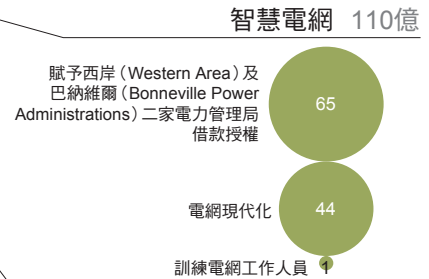 智慧電網 110億
賦予西岸（Western Area）及
巴納維爾（Bonneville Power
Administrations）二家電力管理局
借款授權
65
電網現代化
44
訓練電網工作人員
1